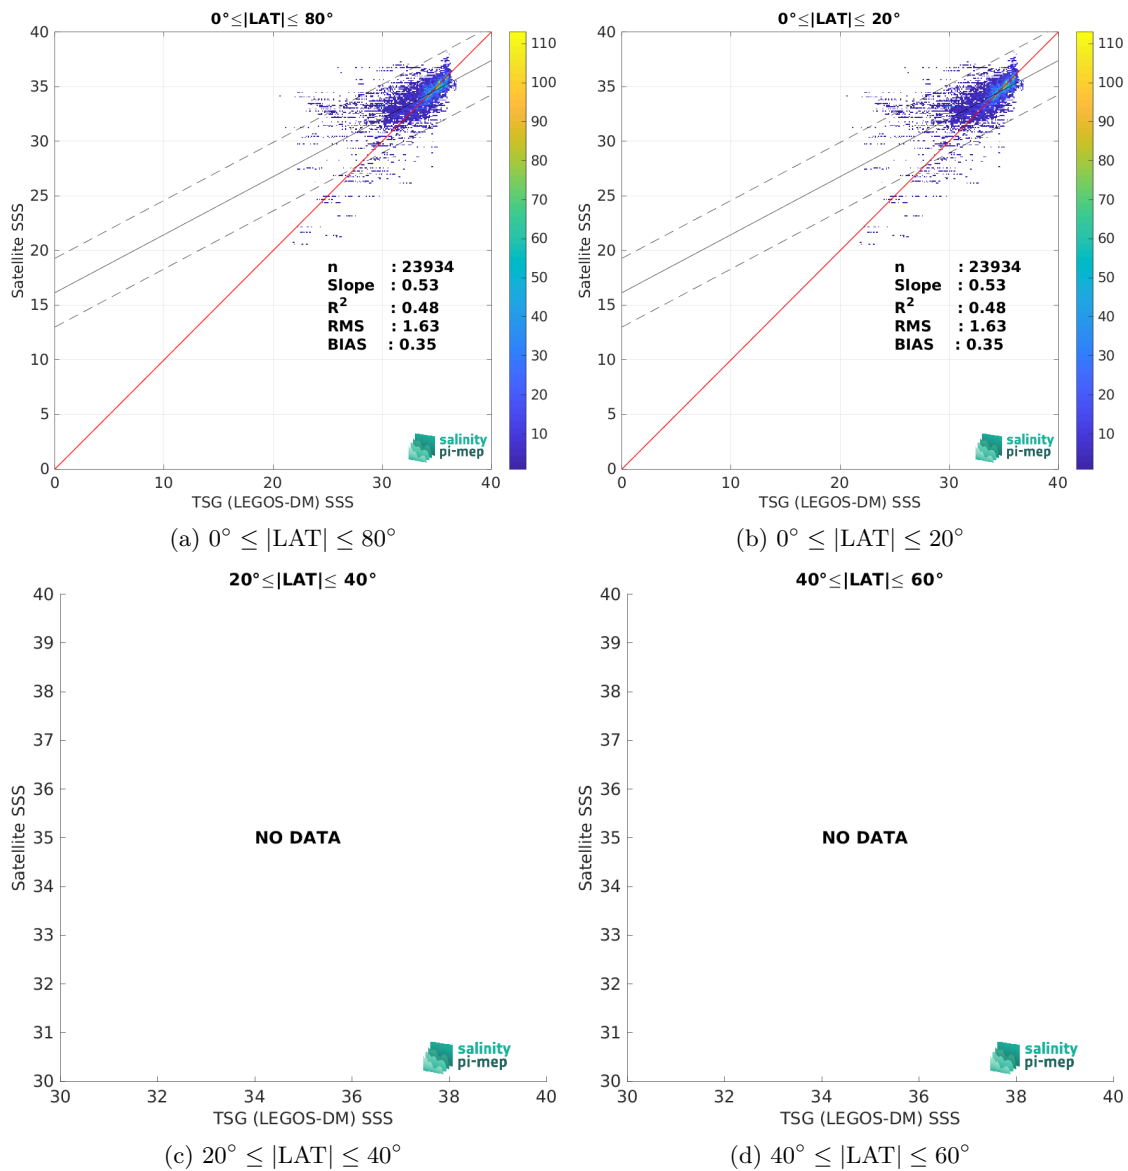 0°≤|LAT|≤ 80°
40
35
30
25
20
15
10
5
0
Satellite SSS
n : 23934
Slope : 0.53
R² : 0.48
RMS : 1.63
BIAS : 0.35
salinity
pi-mep
0 10 20 30 40
TSG (LEGOS-DM) SSS
110
100
90
80
70
60
50
40
30
20
10
(a) 0° ≤ |LAT| ≤ 80°
0°≤|LAT|≤ 20°
40
35
30
25
20
15
10
5
0
Satellite SSS
n : 23934
Slope : 0.53
R² : 0.48
RMS : 1.63
BIAS : 0.35
salinity
pi-mep
0 10 20 30 40
TSG (LEGOS-DM) SSS
110
100
90
80
70
60
50
40
30
20
10
(b) 0° ≤ |LAT| ≤ 20°
20°≤|LAT|≤ 40°
40
39
38
37
36
35
34
33
32
31
30
Satellite SSS
NO DATA
salinity
pi-mep
30 32 34 36 38 40
TSG (LEGOS-DM) SSS
(c) 20° ≤ |LAT| ≤ 40°
40°≤|LAT|≤ 60°
40
39
38
37
36
35
34
33
32
31
30
Satellite SSS
NO DATA
salinity
pi-mep
30 32 34 36 38 40
TSG (LEGOS-DM) SSS
(d) 40° ≤ |LAT| ≤ 60°